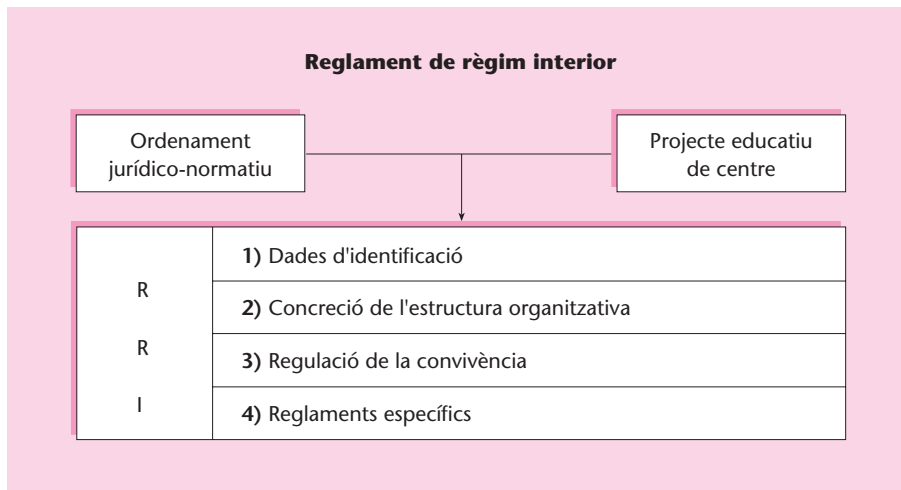 Reglament de règim interior
Ordenament
jurídico-normatiu
Projecte educatiu
de centre
R
R
I
1) Dades d'identificació
2) Concreció de l'estructura organitzativa
3) Regulació de la convivència
4) Reglaments específics